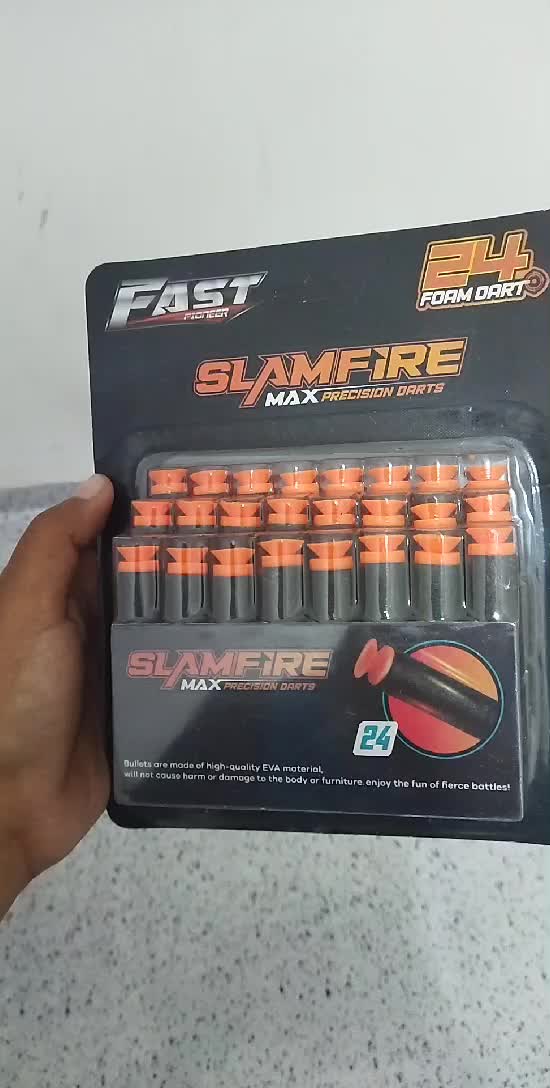 FAST
PIONEER
24
FOAM DART
SLAMFIRE
MAX PRECISION DARTS
SLAMFIRE
MAX PRECISION DARTS
24
Bullets are made of high-quality EVA material,
will not cause harm or damage to the body or furniture.enjoy the fun of fierce battles!